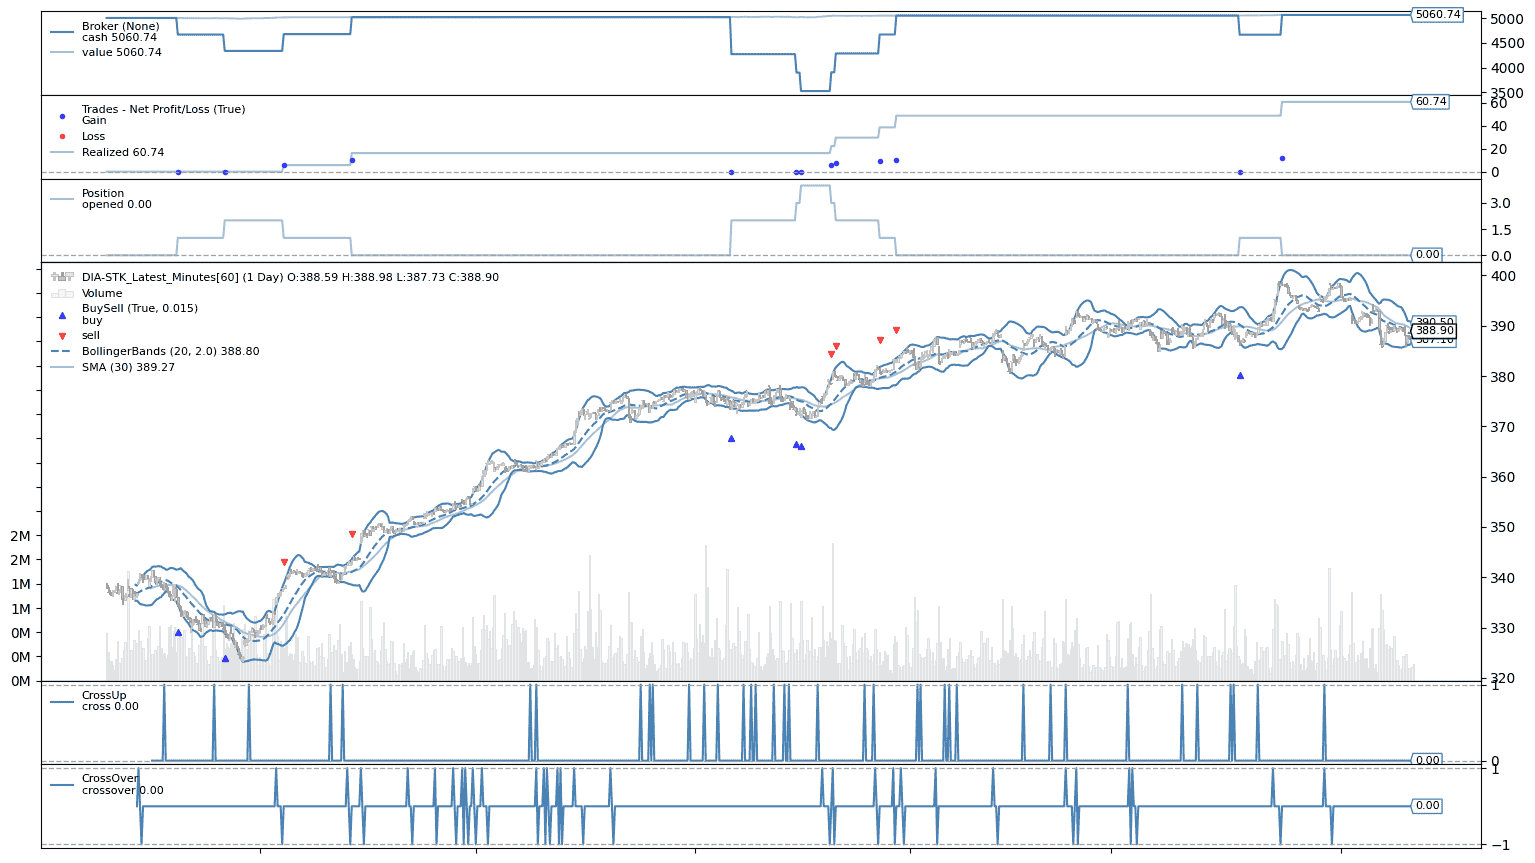 Broker (None)
cash 5060.74
value 5060.74
5060.74
5000
4500
4000
3500
Trades - Net Profit/Loss (True)
Gain
Loss
Realized 60.74
60.74
60
40
20
0
Position
opened 0.00
3.0
1.5
0.0
0.00
DIA-STK_Latest_Minutes[60] (1 Day) O:388.59 H:388.98 L:387.73 C:388.90
Volume
BuySell (True, 0.015)
buy
sell
BollingerBands (20, 2.0) 388.80
SMA (30) 389.27
400
390
380
370
360
350
340
330
320
390.50
388.90
387.10
2M
2M
1M
1M
0M
0M
0M
CrossUp
cross 0.00
1
0
0.00
CrossOver
crossover 0.00
1
0.00
−1